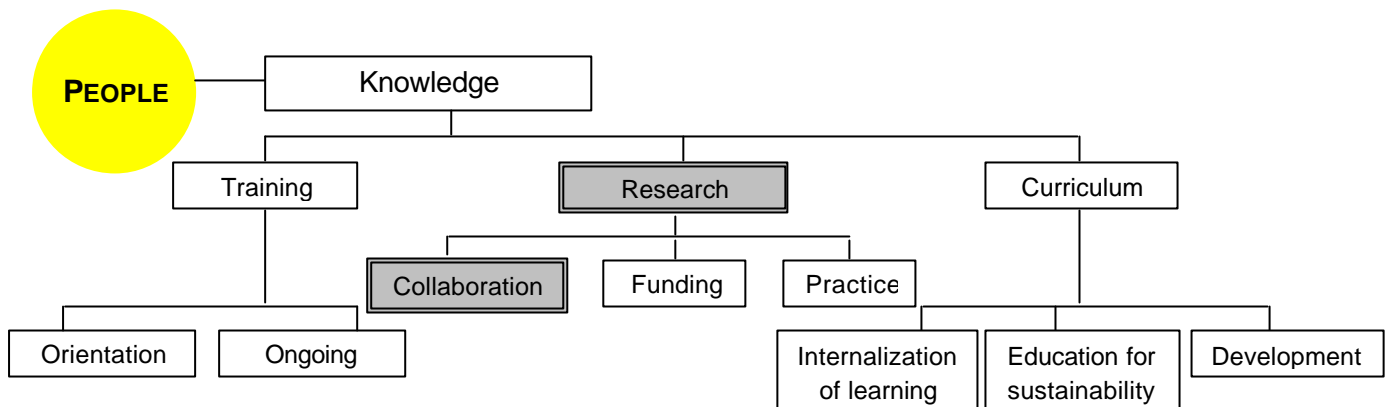 PEOPLE
Knowledge
Training
Research
Curriculum
Collaboration
Funding
Practice
Orientation
Ongoing
Internalization
of learning
Education for
sustainability
Development